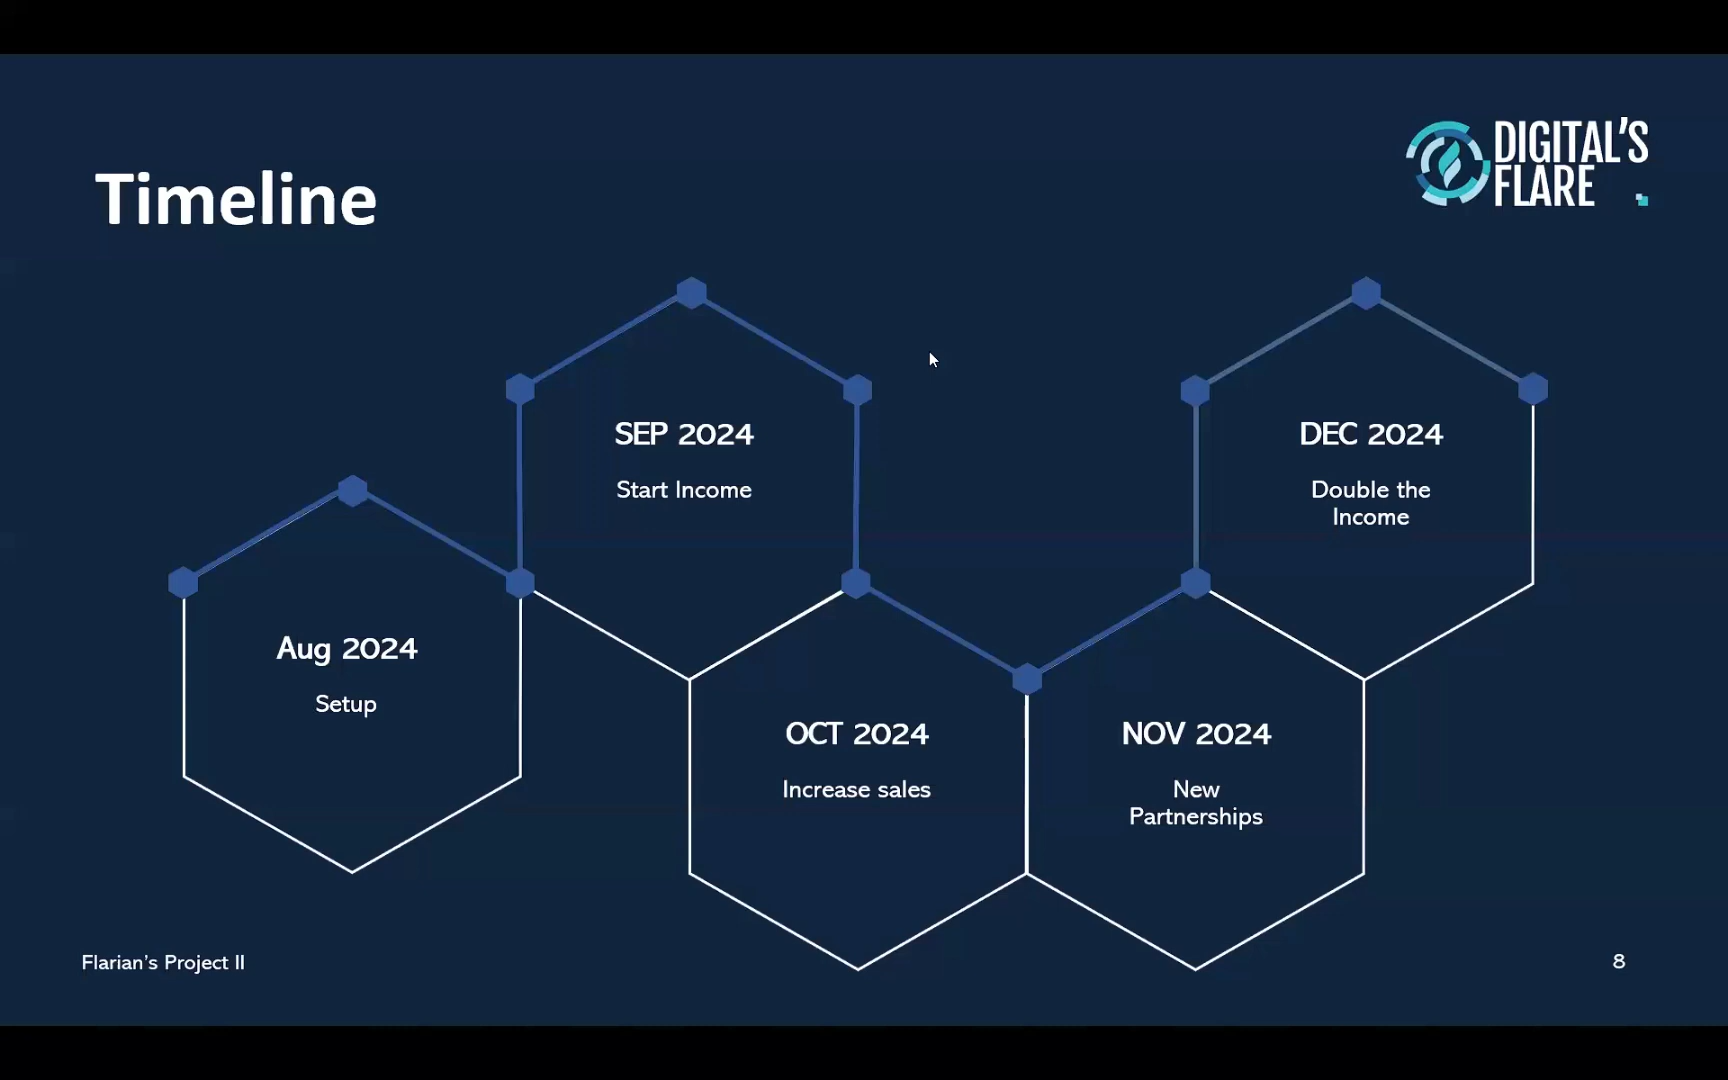 DIGITAL'S
FLARE
Timeline
SEP 2024
Start Income
DEC 2024
Double the
Income
Aug 2024
Setup
OCT 2024
Increase sales
NOV 2024
New
Partnerships
Flarian's Project II
8